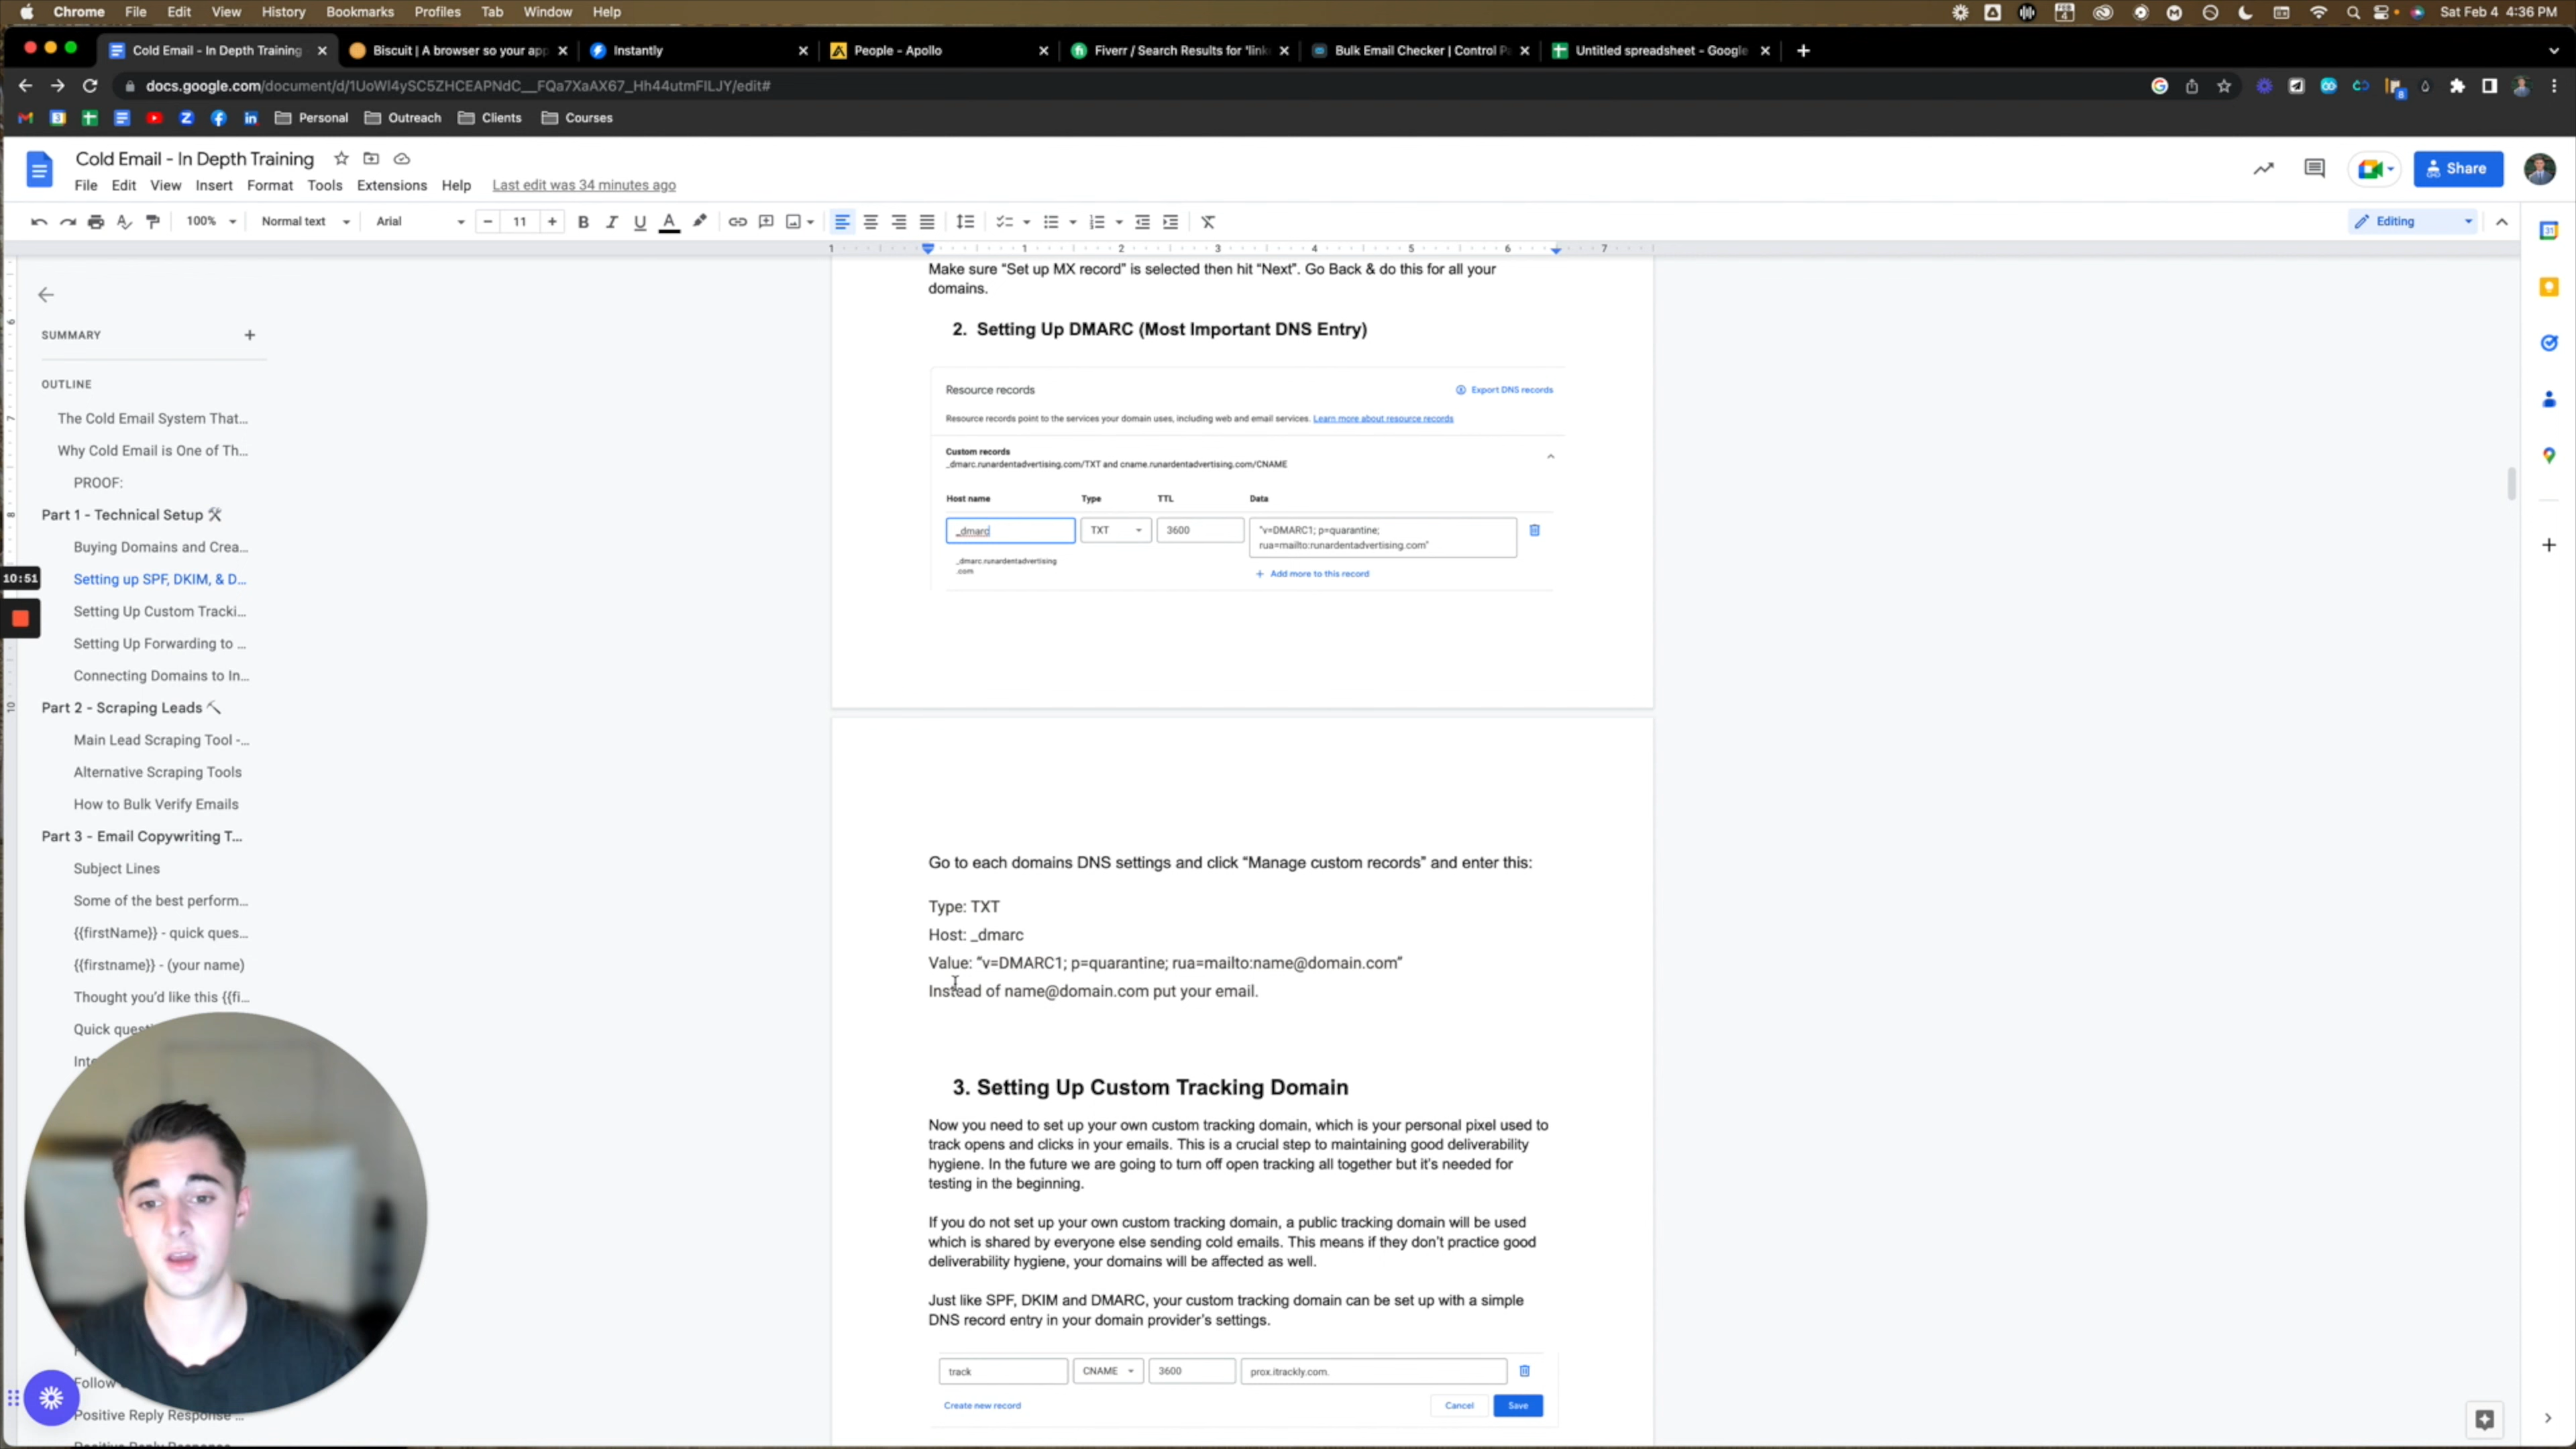 Chrome File Edit View History Bookmarks Profiles Tab Window Help
FEB 4
Sat Feb 4 4:36 PM
Cold Email - In Depth Training
Biscuit | A browser so your app
Instantly
People - Apollo
Fiverr / Search Results for 'link
Bulk Email Checker | Control P
Untitled spreadsheet - Google
docs.google.com/document/d/1UoWl4ySC5ZHCEAPNdC__FQa7XaAX67_Hh44utmFILJY/edit#
Personal Outreach Clients Courses
Cold Email - In Depth Training
File Edit View Insert Format Tools Extensions Help Last edit was 34 minutes ago
Share
100% Normal text Arial 11 B I U A
Editing
1 1 2 3 4 5 6 7
SUMMARY
OUTLINE
The Cold Email System That...
Why Cold Email is One of Th...
PROOF:
Part 1 - Technical Setup
Buying Domains and Crea...
10:51
Setting up SPF, DKIM, & D...
Setting Up Custom Tracki...
Setting Up Forwarding to ...
Connecting Domains to In...
Part 2 - Scraping Leads
Main Lead Scraping Tool -...
Alternative Scraping Tools
How to Bulk Verify Emails
Part 3 - Email Copywriting T...
Subject Lines
Some of the best perform...
{{firstName}} - quick ques...
{{firstname}} - (your name)
Thought you'd like this {{fi...
Quick
Follow
Positive Reply Response ...
Make sure “Set up MX record” is selected then hit “Next”. Go Back & do this for all your
domains.
2. Setting Up DMARC (Most Important DNS Entry)
Resource records
Export DNS records
Resource records point to the services your domain uses, including web and email services. Learn more about resource records
Custom records
_dmarc.runardentadvertising.com/TXT and cname.runardentadvertising.com/CNAME
Host name Type TTL Data
_dmarc TXT 3600 "v=DMARC1; p=quarantine;
rua=mailto:runardentadvertising.com"
_dmarc.runardentadvertising
.com
+ Add more to this record
Go to each domains DNS settings and click “Manage custom records” and enter this:
Type: TXT
Host: _dmarc
Value: “v=DMARC1; p=quarantine; rua=mailto:name@domain.com”
Instead of name@domain.com put your email.
3. Setting Up Custom Tracking Domain
Now you need to set up your own custom tracking domain, which is your personal pixel used to
track opens and clicks in your emails. This is a crucial step to maintaining good deliverability
hygiene. In the future we are going to turn off open tracking all together but it’s needed for
testing in the beginning.
If you do not set up your own custom tracking domain, a public tracking domain will be used
which is shared by everyone else sending cold emails. This means if they don’t practice good
deliverability hygiene, your domains will be affected as well.
Just like SPF, DKIM and DMARC, your custom tracking domain can be set up with a simple
DNS record entry in your domain provider’s settings.
track CNAME 3600 prox.itrackly.com.
Create new record Cancel Save